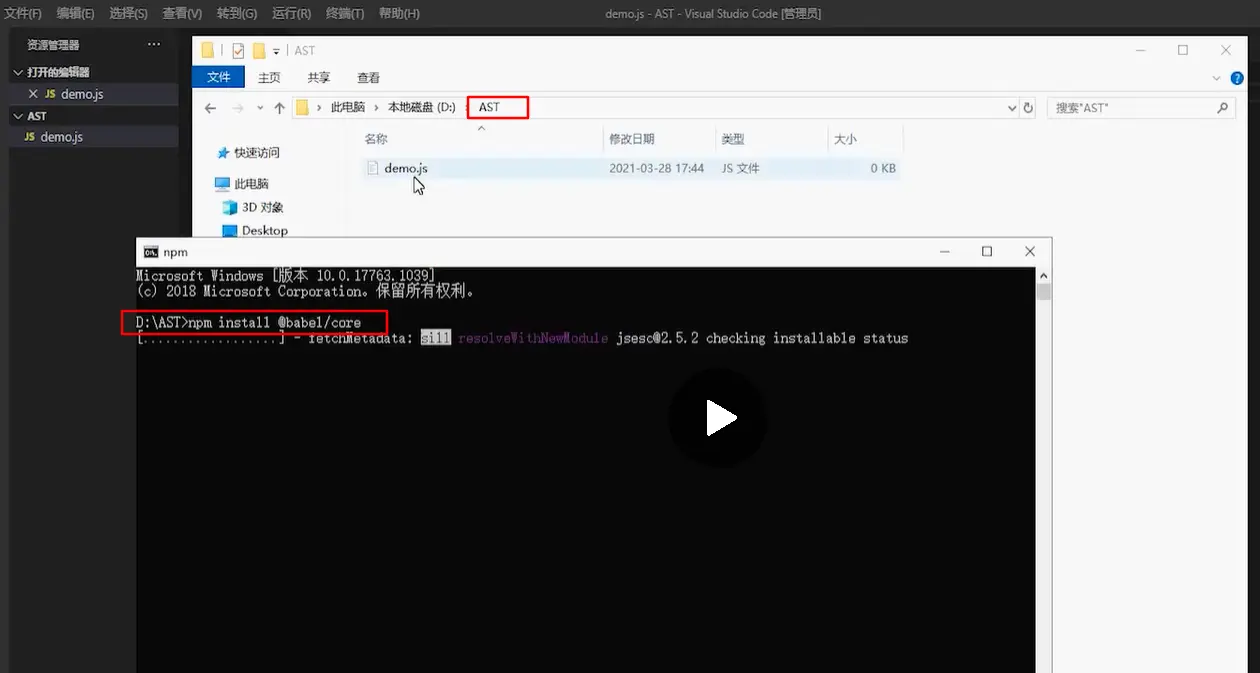 文件(F) 编辑(E) 选择(S) 查看(V) 转到(G) 运行(R) 终端(T) 帮助(H) demo.js - AST - Visual Studio Code [管理员]
资源管理器 ...
打开的编辑器
JS demo.js
AST
JS demo.js
AST
文件 主页 共享 查看
此电脑 本地磁盘 (D:) AST 搜索"AST"
名称 修改日期 类型 大小
快速访问
此电脑
3D 对象
Desktop
demo.js 2021-03-28 17:44 JS 文件 0 KB
npm
Microsoft Windows [版本 10.0.17763.1039]
(c) 2018 Microsoft Corporation。保留所有权利。
D:\AST>npm install @babel/core
[..................] - fetchMetadata: sill resolveWithNewModule jsesc@2.5.2 checking installable status